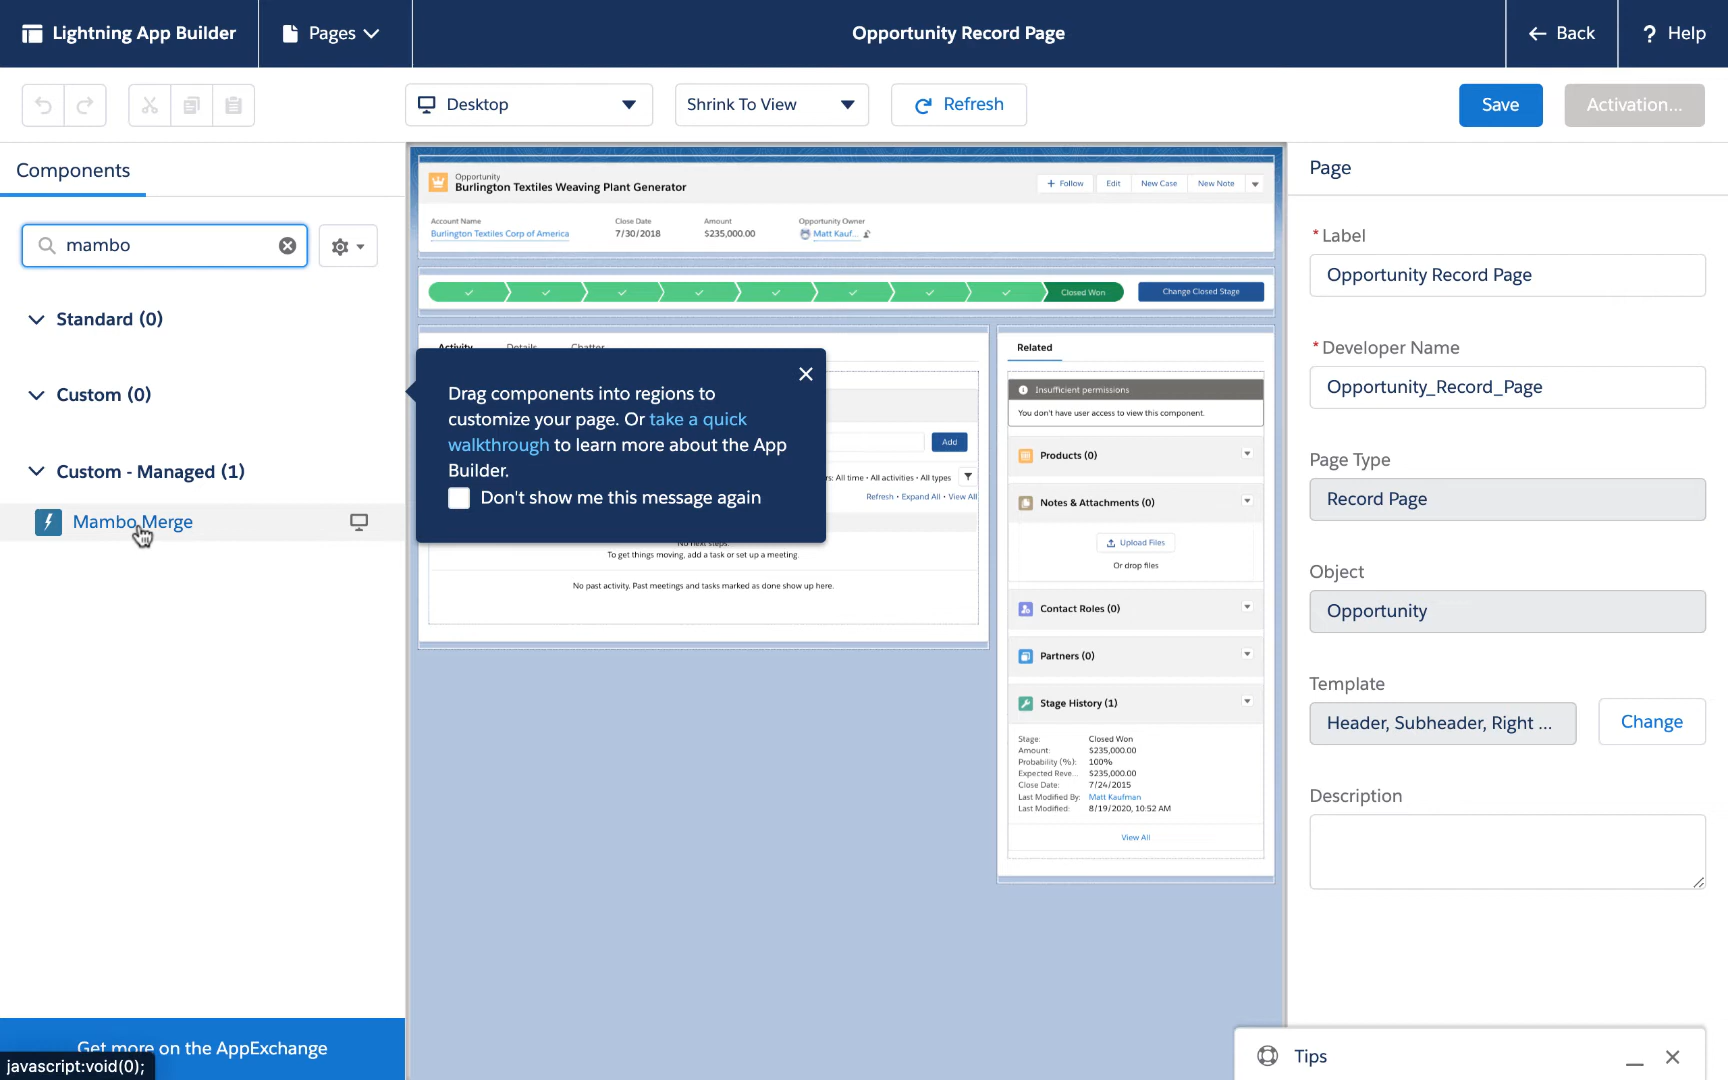 Lightning App Builder
Pages
Opportunity Record Page
Back
? Help
Desktop
Shrink To View
Refresh
Save
Activation...
Components
mambo
Standard (0)
Custom (0)
Custom - Managed (1)
Mambo Merge
Get more on the AppExchange
javascript:void(0);
Opportunity
Burlington Textiles Weaving Plant Generator
+ Follow
Edit
New Case
New Note
Account Name
Close Date
Amount
Opportunity Owner
Burlington Textiles Corp of America
7/30/2018
$235,000.00
Matt Kauf...
Closed Won
Change Closed Stage
Activity
Details
Chatter
Drag components into regions to
customize your page. Or take a quick
walkthrough to learn more about the App
Builder.
Don't show me this message again
Add
rs: All time • All activities • All types
Refresh • Expand All • View All
No next steps.
To get things moving, add a task or set up a meeting.
No past activity. Past meetings and tasks marked as done show up here.
Related
Insufficient permissions
You don't have user access to view this component.
Products (0)
Notes & Attachments (0)
Upload Files
Or drop files
Contact Roles (0)
Partners (0)
Stage History (1)
Stage: Closed Won
Amount: $235,000.00
Probability (%): 100%
Expected Reve... $235,000.00
Close Date: 7/24/2015
Last Modified By: Matt Kaufman
Last Modified: 8/19/2020, 10:52 AM
View All
Page
* Label
Opportunity Record Page
* Developer Name
Opportunity_Record_Page
Page Type
Record Page
Object
Opportunity
Template
Header, Subheader, Right ...
Change
Description
Tips